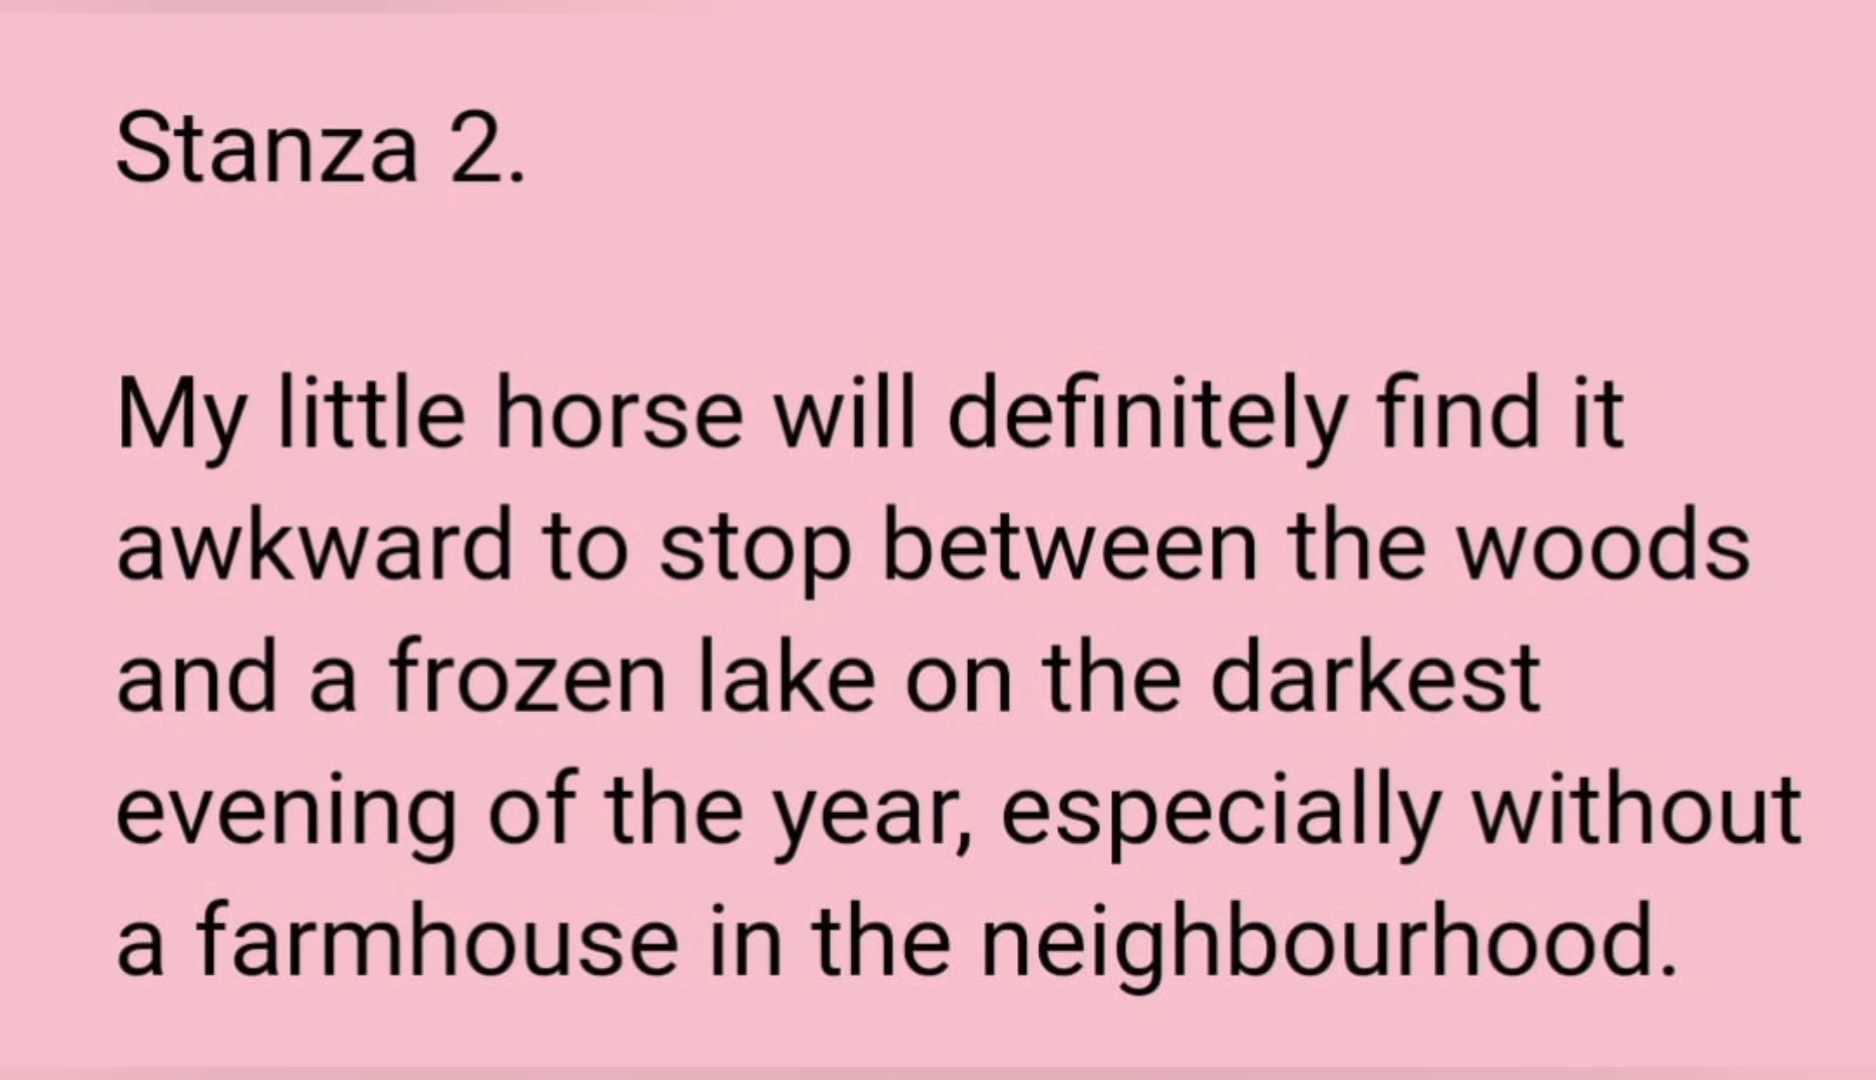 Stanza 2.
My little horse will definitely find it
awkward to stop between the woods
and a frozen lake on the darkest
evening of the year, especially without
a farmhouse in the neighbourhood.